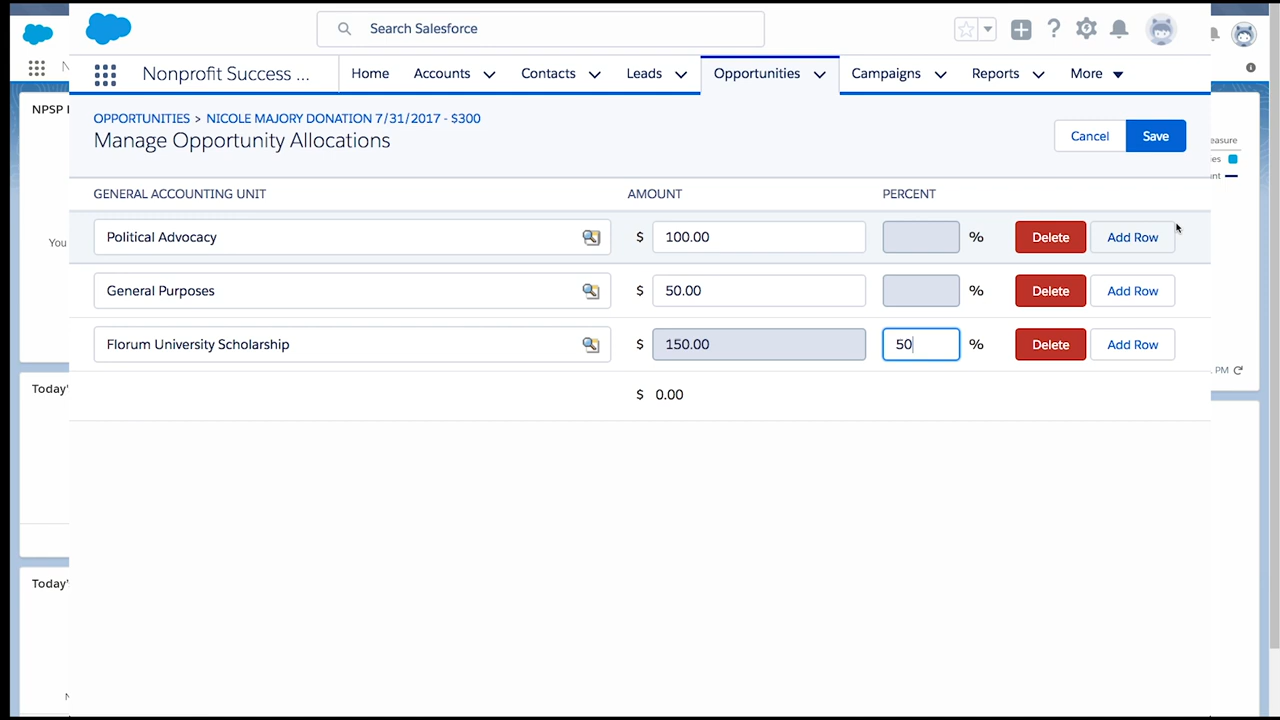 Search Salesforce
Nonprofit Success ...
Home
Accounts
Contacts
Leads
Opportunities
Campaigns
Reports
More
NPSP
OPPORTUNITIES > NICOLE MAJORY DONATION 7/31/2017 - $300
Manage Opportunity Allocations
Cancel
Save
GENERAL ACCOUNTING UNIT
AMOUNT
PERCENT
Political Advocacy
$ 100.00
%
Delete
Add Row
You
General Purposes
$ 50.00
%
Delete
Add Row
Florum University Scholarship
$ 150.00
50
%
Delete
Add Row
PM
Today'
$ 0.00
Today'